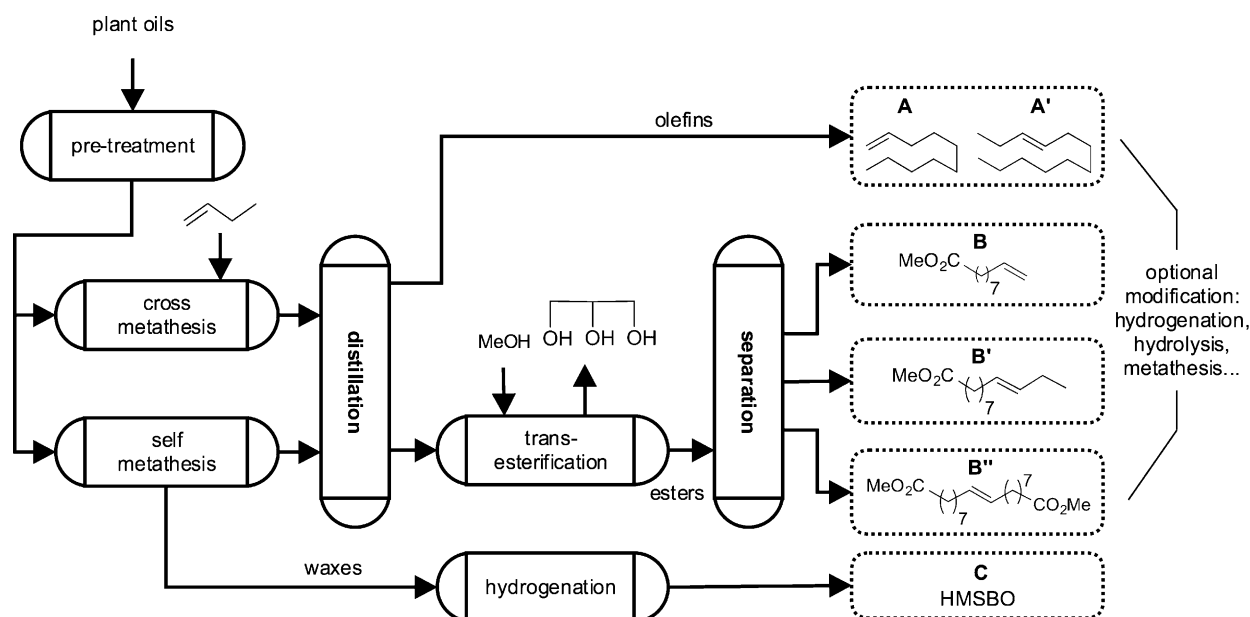 plant oils
pre-treatment
cross
metathesis
self
metathesis
distillation
olefins
MeOH
OH OH OH
trans-
esterification
esters
separation
waxes
hydrogenation
A A'
B
MeO2C
7
B'
MeO2C
7
B"
MeO2C
7
7
CO2Me
C
HMSBO
optional
modification:
hydrogenation,
hydrolysis,
metathesis...